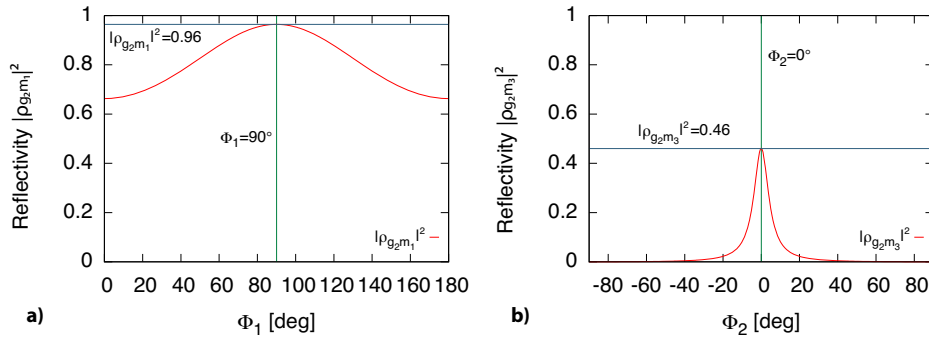 1
0.8
0.6
0.4
0.2
0
Reflectivity |ρg₂m₁|²
|ρg₂m₁|²=0.96
Φ₁=90°
|ρg₂m₁|²
0 20 40 60 80 100 120 140 160 180
a) Φ₁ [deg]
1
0.8
0.6
0.4
0.2
0
Reflectivity |ρg₂m₃|²
Φ₂=0°
|ρg₂m₃|²=0.46
|ρg₂m₃|²
-80 -60 -40 -20 0 20 40 60 80
b) Φ₂ [deg]